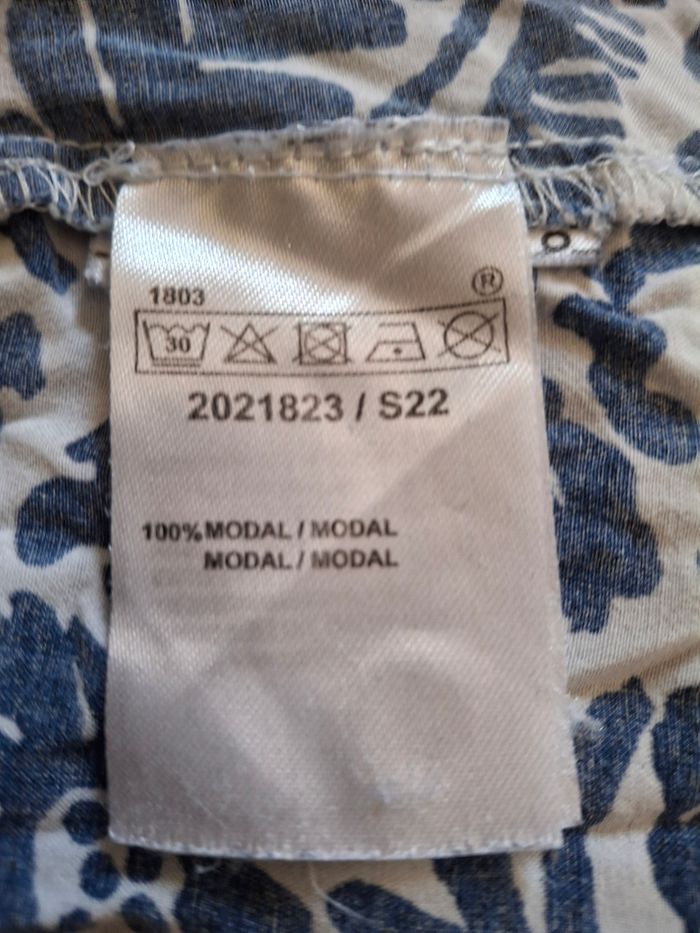 1803
®
30
2021823 / S22
100% MODAL / MODAL
MODAL / MODAL